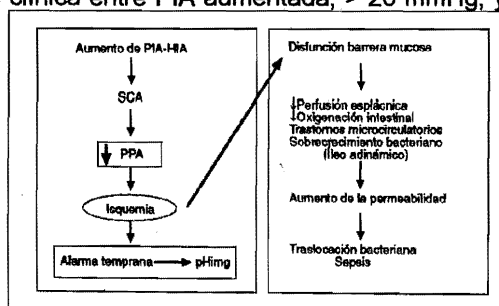 clínica entre PIA aumentada, > 20 mmHg, y
Aumento de PIA-HIA
SCA
↓ PPA
Isquemia
Alarma temprana → pHimg
Disfunción barrera mucosa
↓Perfusión esplácnica
↓Oxigenación intestinal
Trastornos microcirculatorios
Sobrecrecimiento bacteriano
(íleo adinámico)
Aumento de la permeabilidad
Traslocación bacteriana
Sepsis